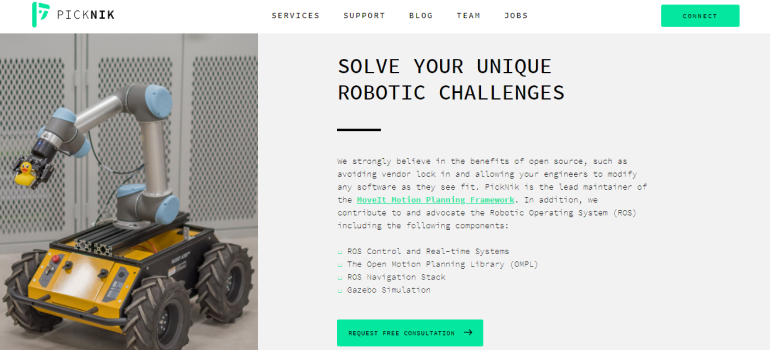 PICKNIK
SERVICES SUPPORT BLOG TEAM JOBS
CONNECT
SOLVE YOUR UNIQUE
ROBOTIC CHALLENGES
We strongly believe in the benefits of open source, such as
avoiding vendor lock in and allowing your engineers to modify
any software as they see fit. PickNik is the lead maintainer of
the MoveIt Motion Planning Framework. In addition, we
contribute to and advocate the Robotic Operating System (ROS)
including the following components:
ROS Control and Real-time Systems
The Open Motion Planning Library (OMPL)
ROS Navigation Stack
Gazebo Simulation
REQUEST FREE CONSULTATION →